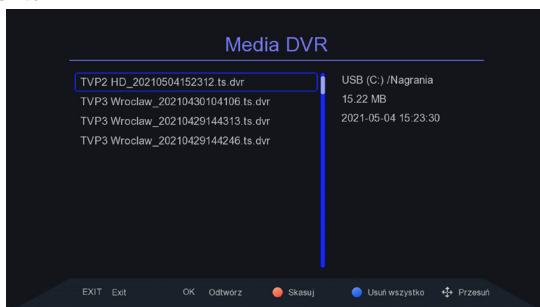 Media DVR
TVP2 HD_20210504152312.ts.dvr
TVP3 Wroclaw_20210430104106.ts.dvr
TVP3 Wroclaw_20210429144313.ts.dvr
TVP3 Wroclaw_20210429144246.ts.dvr
USB (C:) /Nagrania
15.22 MB
2021-05-04 15:23:30
EXIT Exit OK Odtwórz Skasuj Usuń wszystko Przesuń